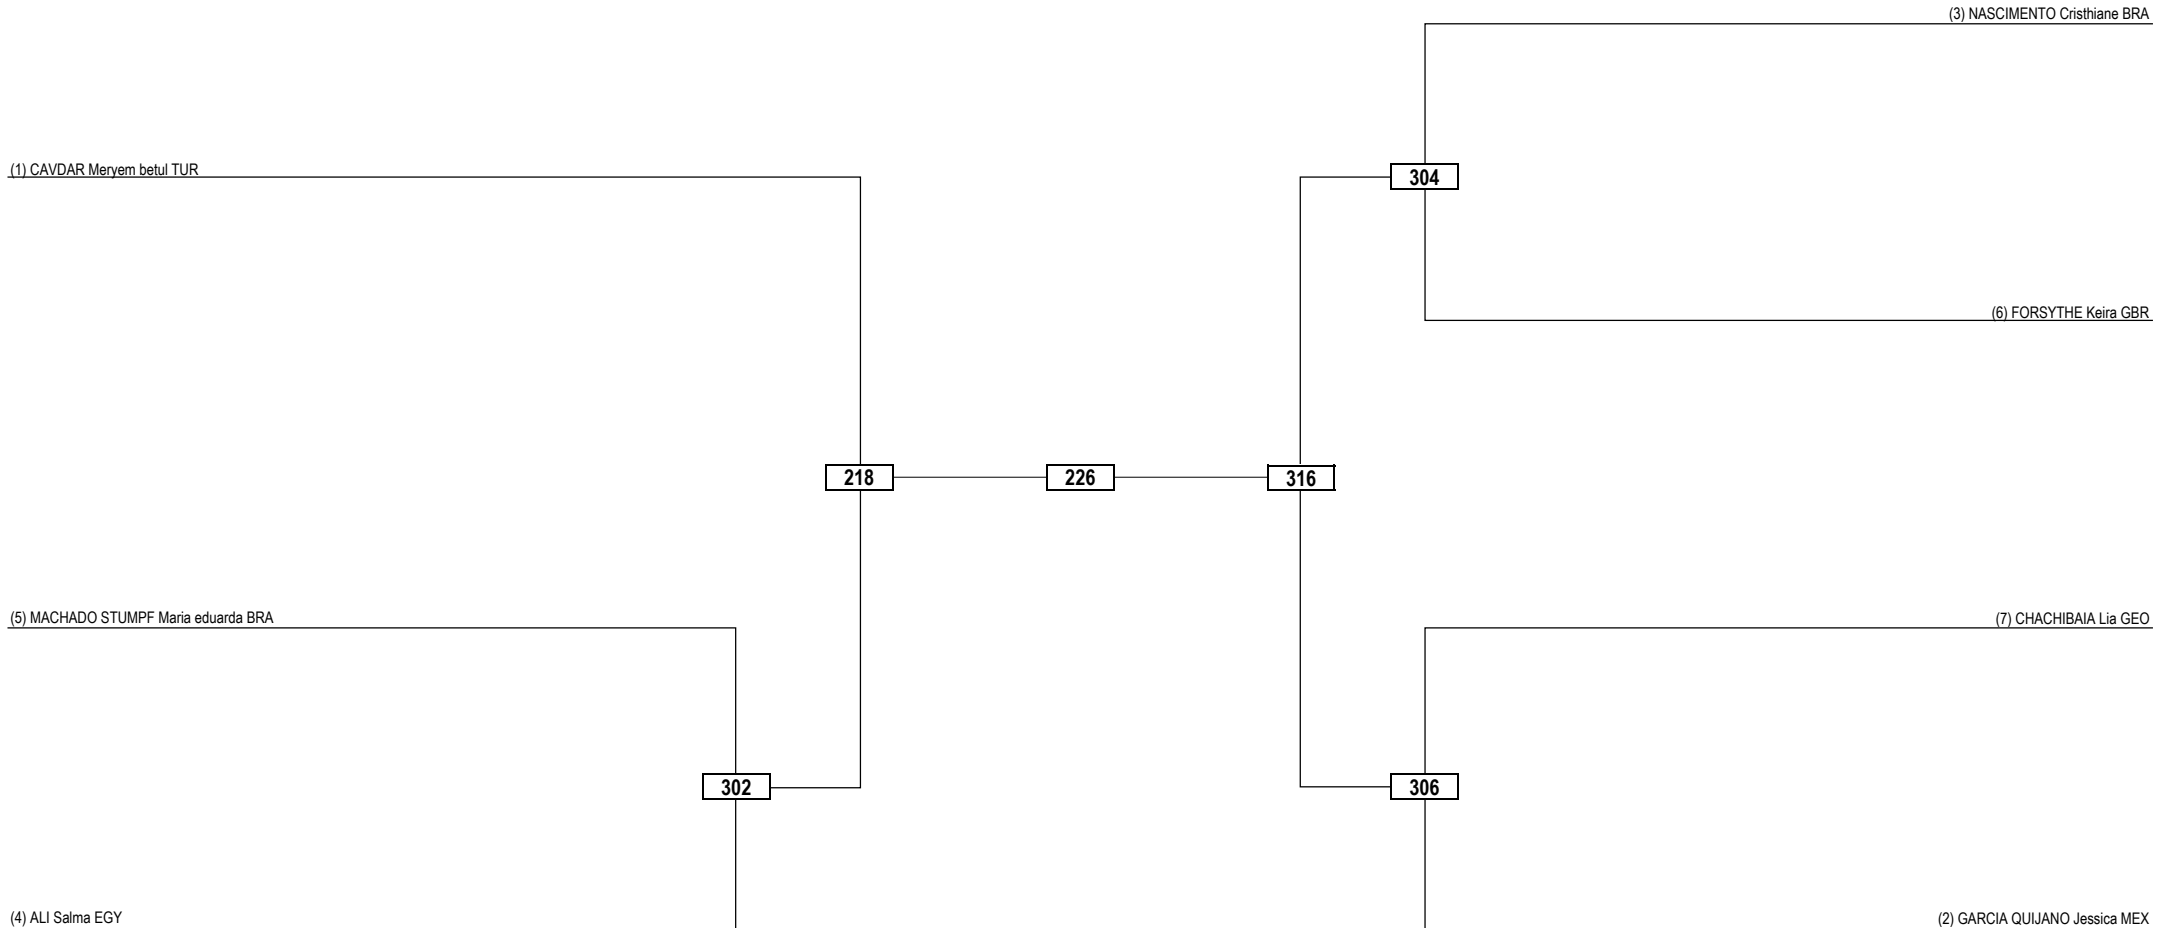 (3) NASCIMENTO Cristhiane BRA
(1) CAVDAR Meryem betul TUR
304
(6) FORSYTHE Keira GBR
218
226
316
(5) MACHADO STUMPF Maria eduarda BRA
(7) CHACHIBAIA Lia GEO
302
306
(4) ALI Salma EGY
(2) GARCIA QUIJANO Jessica MEX